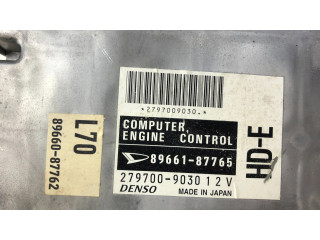 *2797009030.*
COMPUTER,
ENGINE CONTROL
89661-87765
279700-9030 12V
DENSO MADE IN JAPAN
HD-E
L70
89660-87762